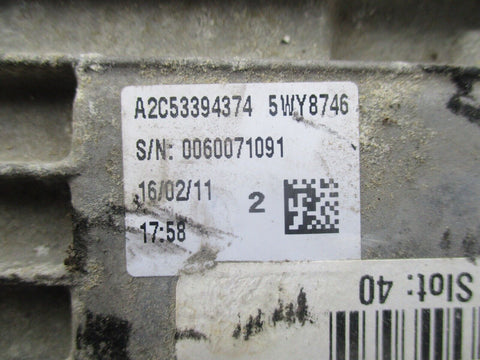 A2C53394374 5WY8746
S/N: 0060071091
16/02/11 2
17:58
Slot: 40